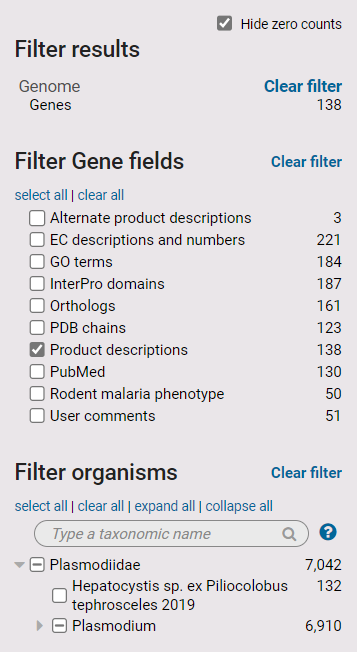 Hide zero counts
Filter results
Genome Clear filter
Genes 138
Filter Gene fields Clear filter
select all | clear all
Alternate product descriptions 3
EC descriptions and numbers 221
GO terms 184
InterPro domains 187
Orthologs 161
PDB chains 123
Product descriptions 138
PubMed 130
Rodent malaria phenotype 50
User comments 51
Filter organisms Clear filter
select all | clear all | expand all | collapse all
Type a taxonomic name ?
Plasmodiidae 7,042
Hepatocystis sp. ex Piliocolobus 132
tephrosceles 2019
Plasmodium 6,910